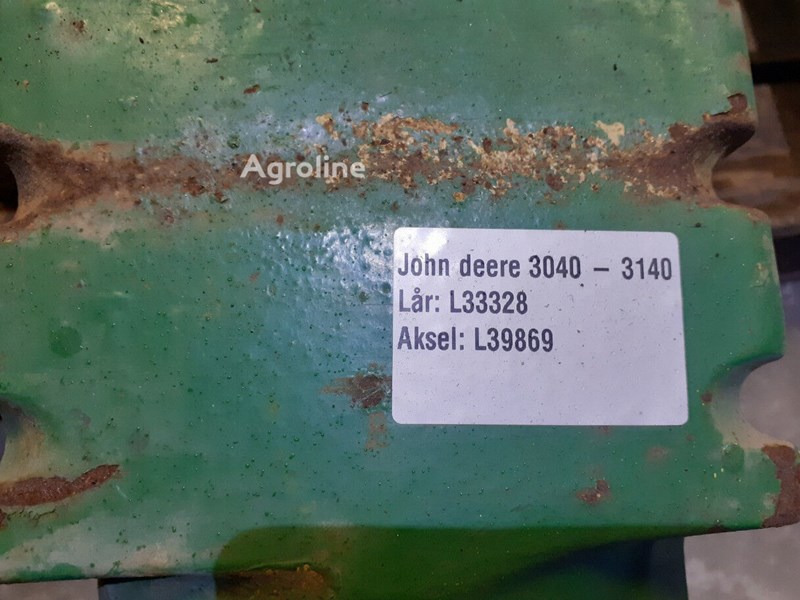 Agroline
John deere 3040 – 3140
Lår: L33328
Aksel: L39869